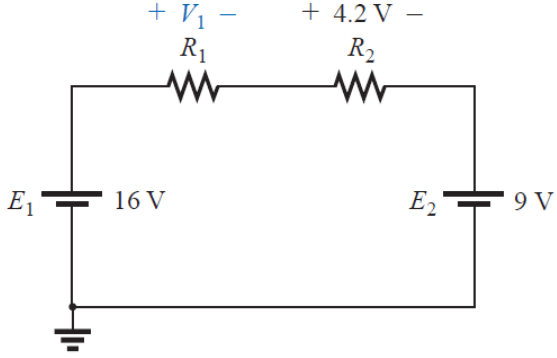 + V₁ − + 4.2 V −
R₁ R₂
E₁ 16 V E₂ 9 V